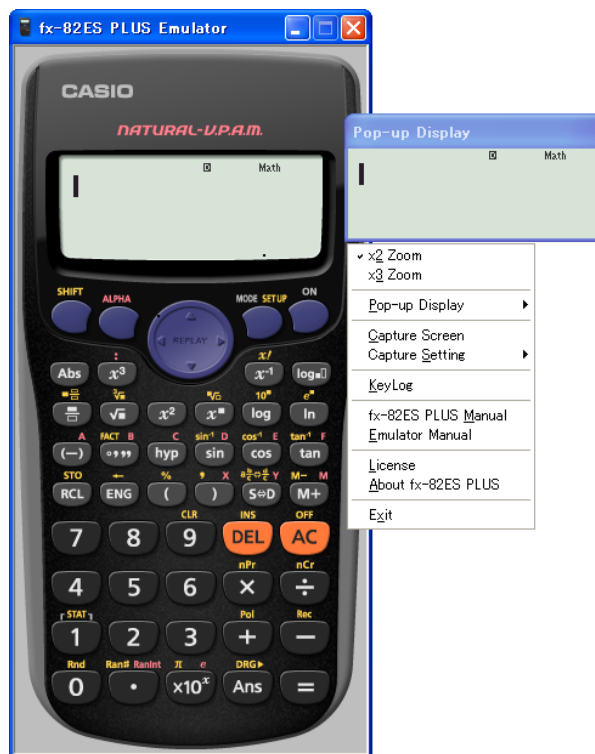 fx-82ES PLUS Emulator
CASIO
NATURAL-V.P.A.M.
D Math
Pop-up Display
D Math
✓ x2 Zoom
x3 Zoom
Pop-up Display
Capture Screen
Capture Setting
KeyLog
fx-82ES PLUS Manual
Emulator Manual
License
About fx-82ES PLUS
Exit
SHIFT ALPHA MODE SETUP ON
REPLAY
: x!
Abs x³ x⁻¹ log
³√ 10 e
√ x² x log ln
A FACT B C sin⁻¹ D cos⁻¹ E tan⁻¹ F
(−) °,,, hyp sin cos tan
STO ← % , X Y M− M
RCL ENG ( ) S⇔D M+
CLR INS OFF
7 8 9 DEL AC
nPr nCr
4 5 6 × ÷
STAT Pol Rec
1 2 3 + −
Rnd Ran# RanInt π e DRG▶
0 · ×10ˣ Ans =